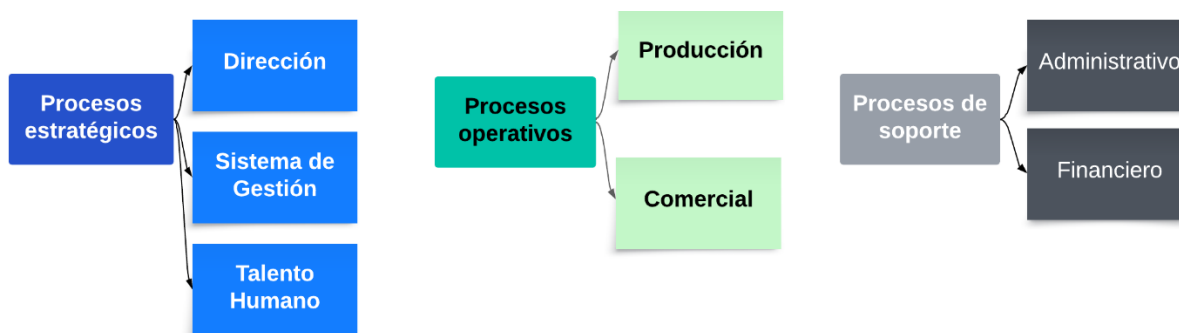 Procesos
estratégicos
Dirección
Sistema de
Gestión
Talento
Humano
Procesos
operativos
Producción
Comercial
Procesos de
soporte
Administrativo
Financiero